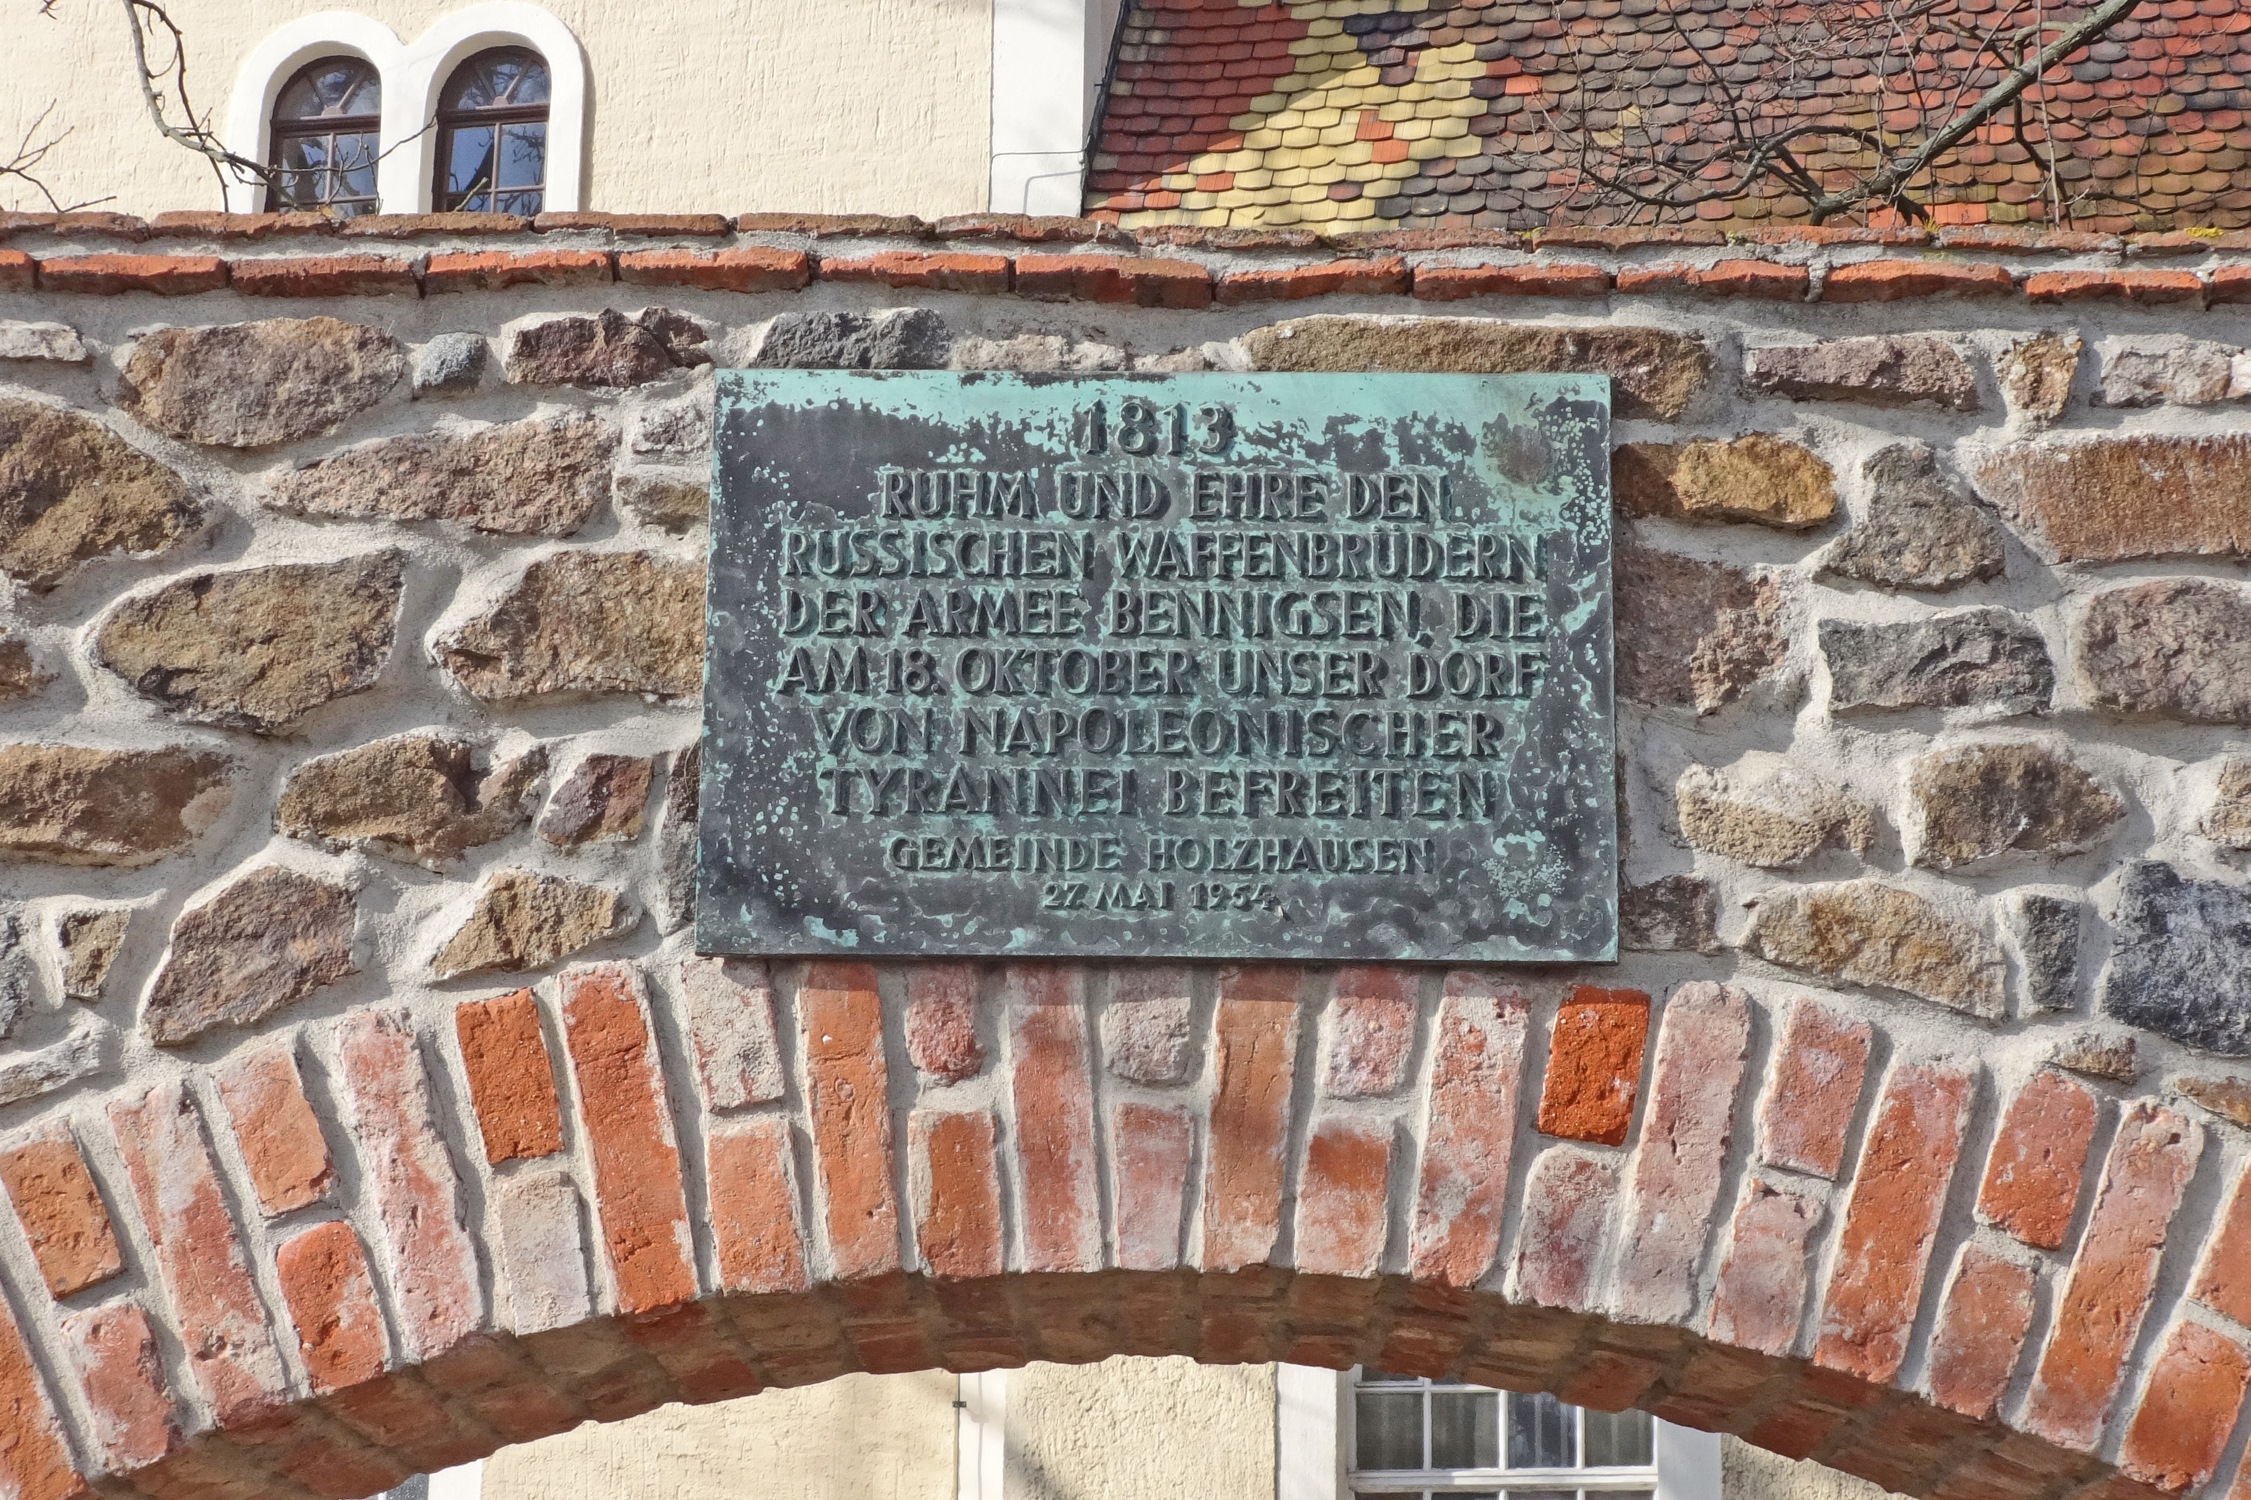 1813
RUHM UND EHRE DEN
RUSSISCHEN WAFFENBRÜDERN
DER ARMEE BENNIGSEN, DIE
AM 18. OKTOBER UNSER DORF
VON NAPOLEONISCHER
TYRANNEI BEFREITEN
GEMEINDE HOLZHAUSEN
27. MAI 1954